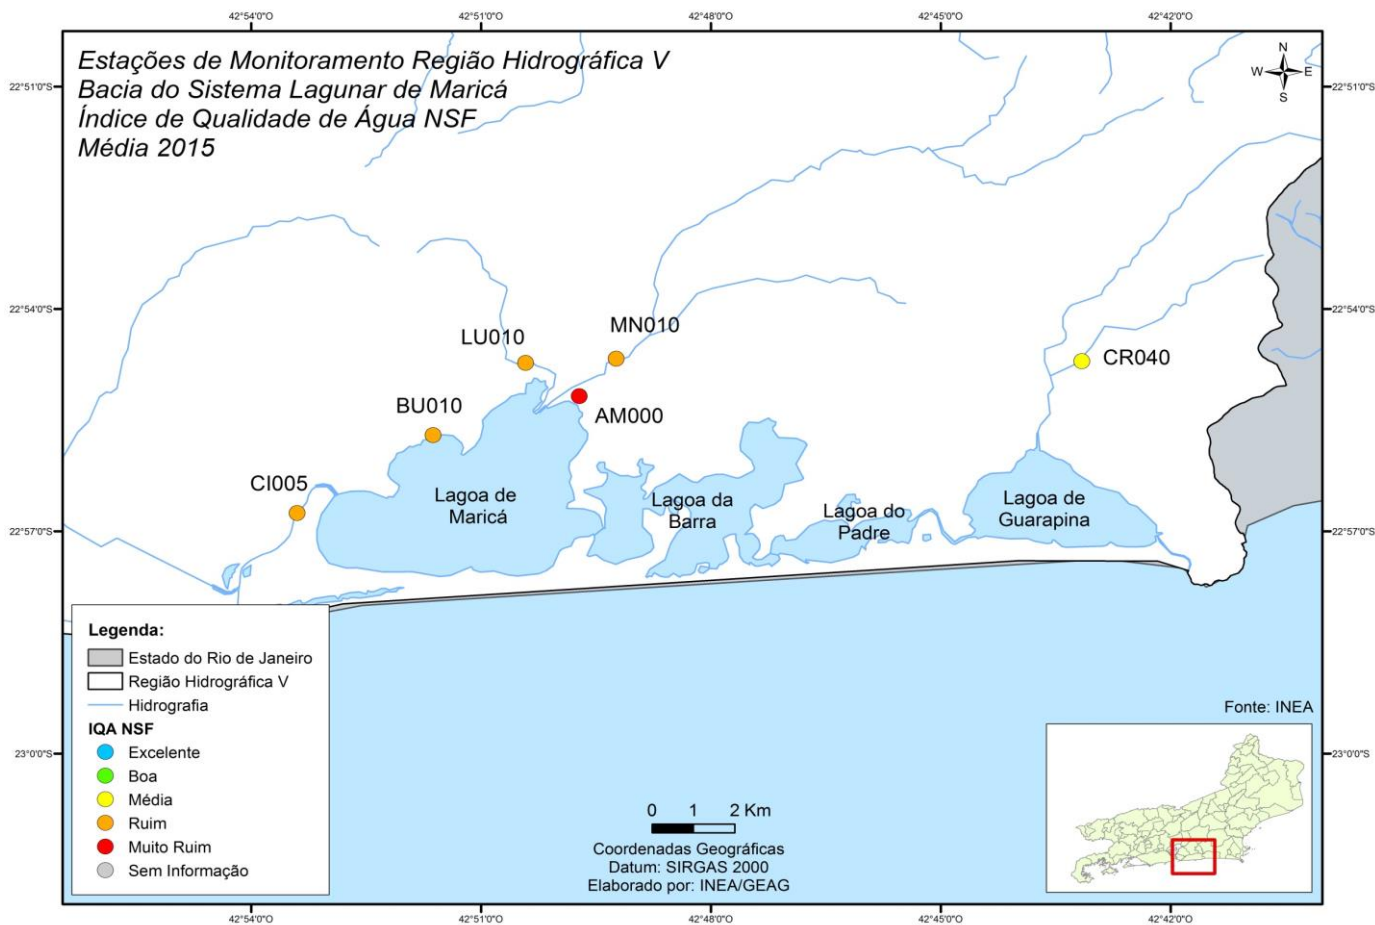 42°54'0"O
42°51'0"O
42°48'0"O
42°45'0"O
42°42'0"O
Estações de Monitoramento Região Hidrográfica V
Bacia do Sistema Lagunar de Maricá
Índice de Qualidade de Água NSF
Média 2015
N
W
E
S
22°51'0"S
22°51'0"S
22°54'0"S
22°54'0"S
LU010
MN010
CR040
BU010
AM000
CI005
Lagoa de
Maricá
Lagoa da
Barra
Lagoa do
Padre
Lagoa de
Guarapina
22°57'0"S
22°57'0"S
Legenda:
Estado do Rio de Janeiro
Região Hidrográfica V
Hidrografia
IQA NSF
Excelente
Boa
Média
Ruim
Muito Ruim
Sem Informação
Fonte: INEA
23°0'0"S
23°0'0"S
0 1 2 Km
Coordenadas Geográficas
Datum: SIRGAS 2000
Elaborado por: INEA/GEAG
42°54'0"O
42°51'0"O
42°48'0"O
42°45'0"O
42°42'0"O